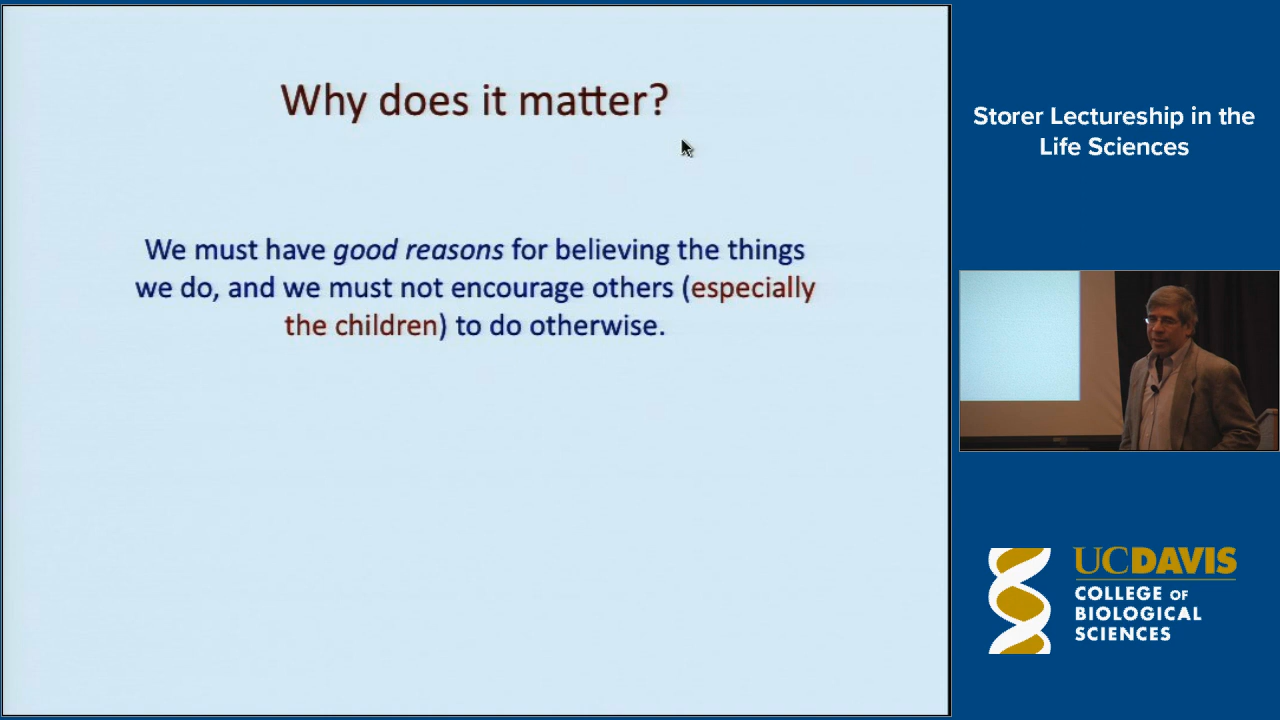 Why does it matter?
We must have good reasons for believing the things
we do, and we must not encourage others (especially
the children) to do otherwise.
Storer Lectureship in the
Life Sciences
UCDAVIS
COLLEGE OF
BIOLOGICAL
SCIENCES